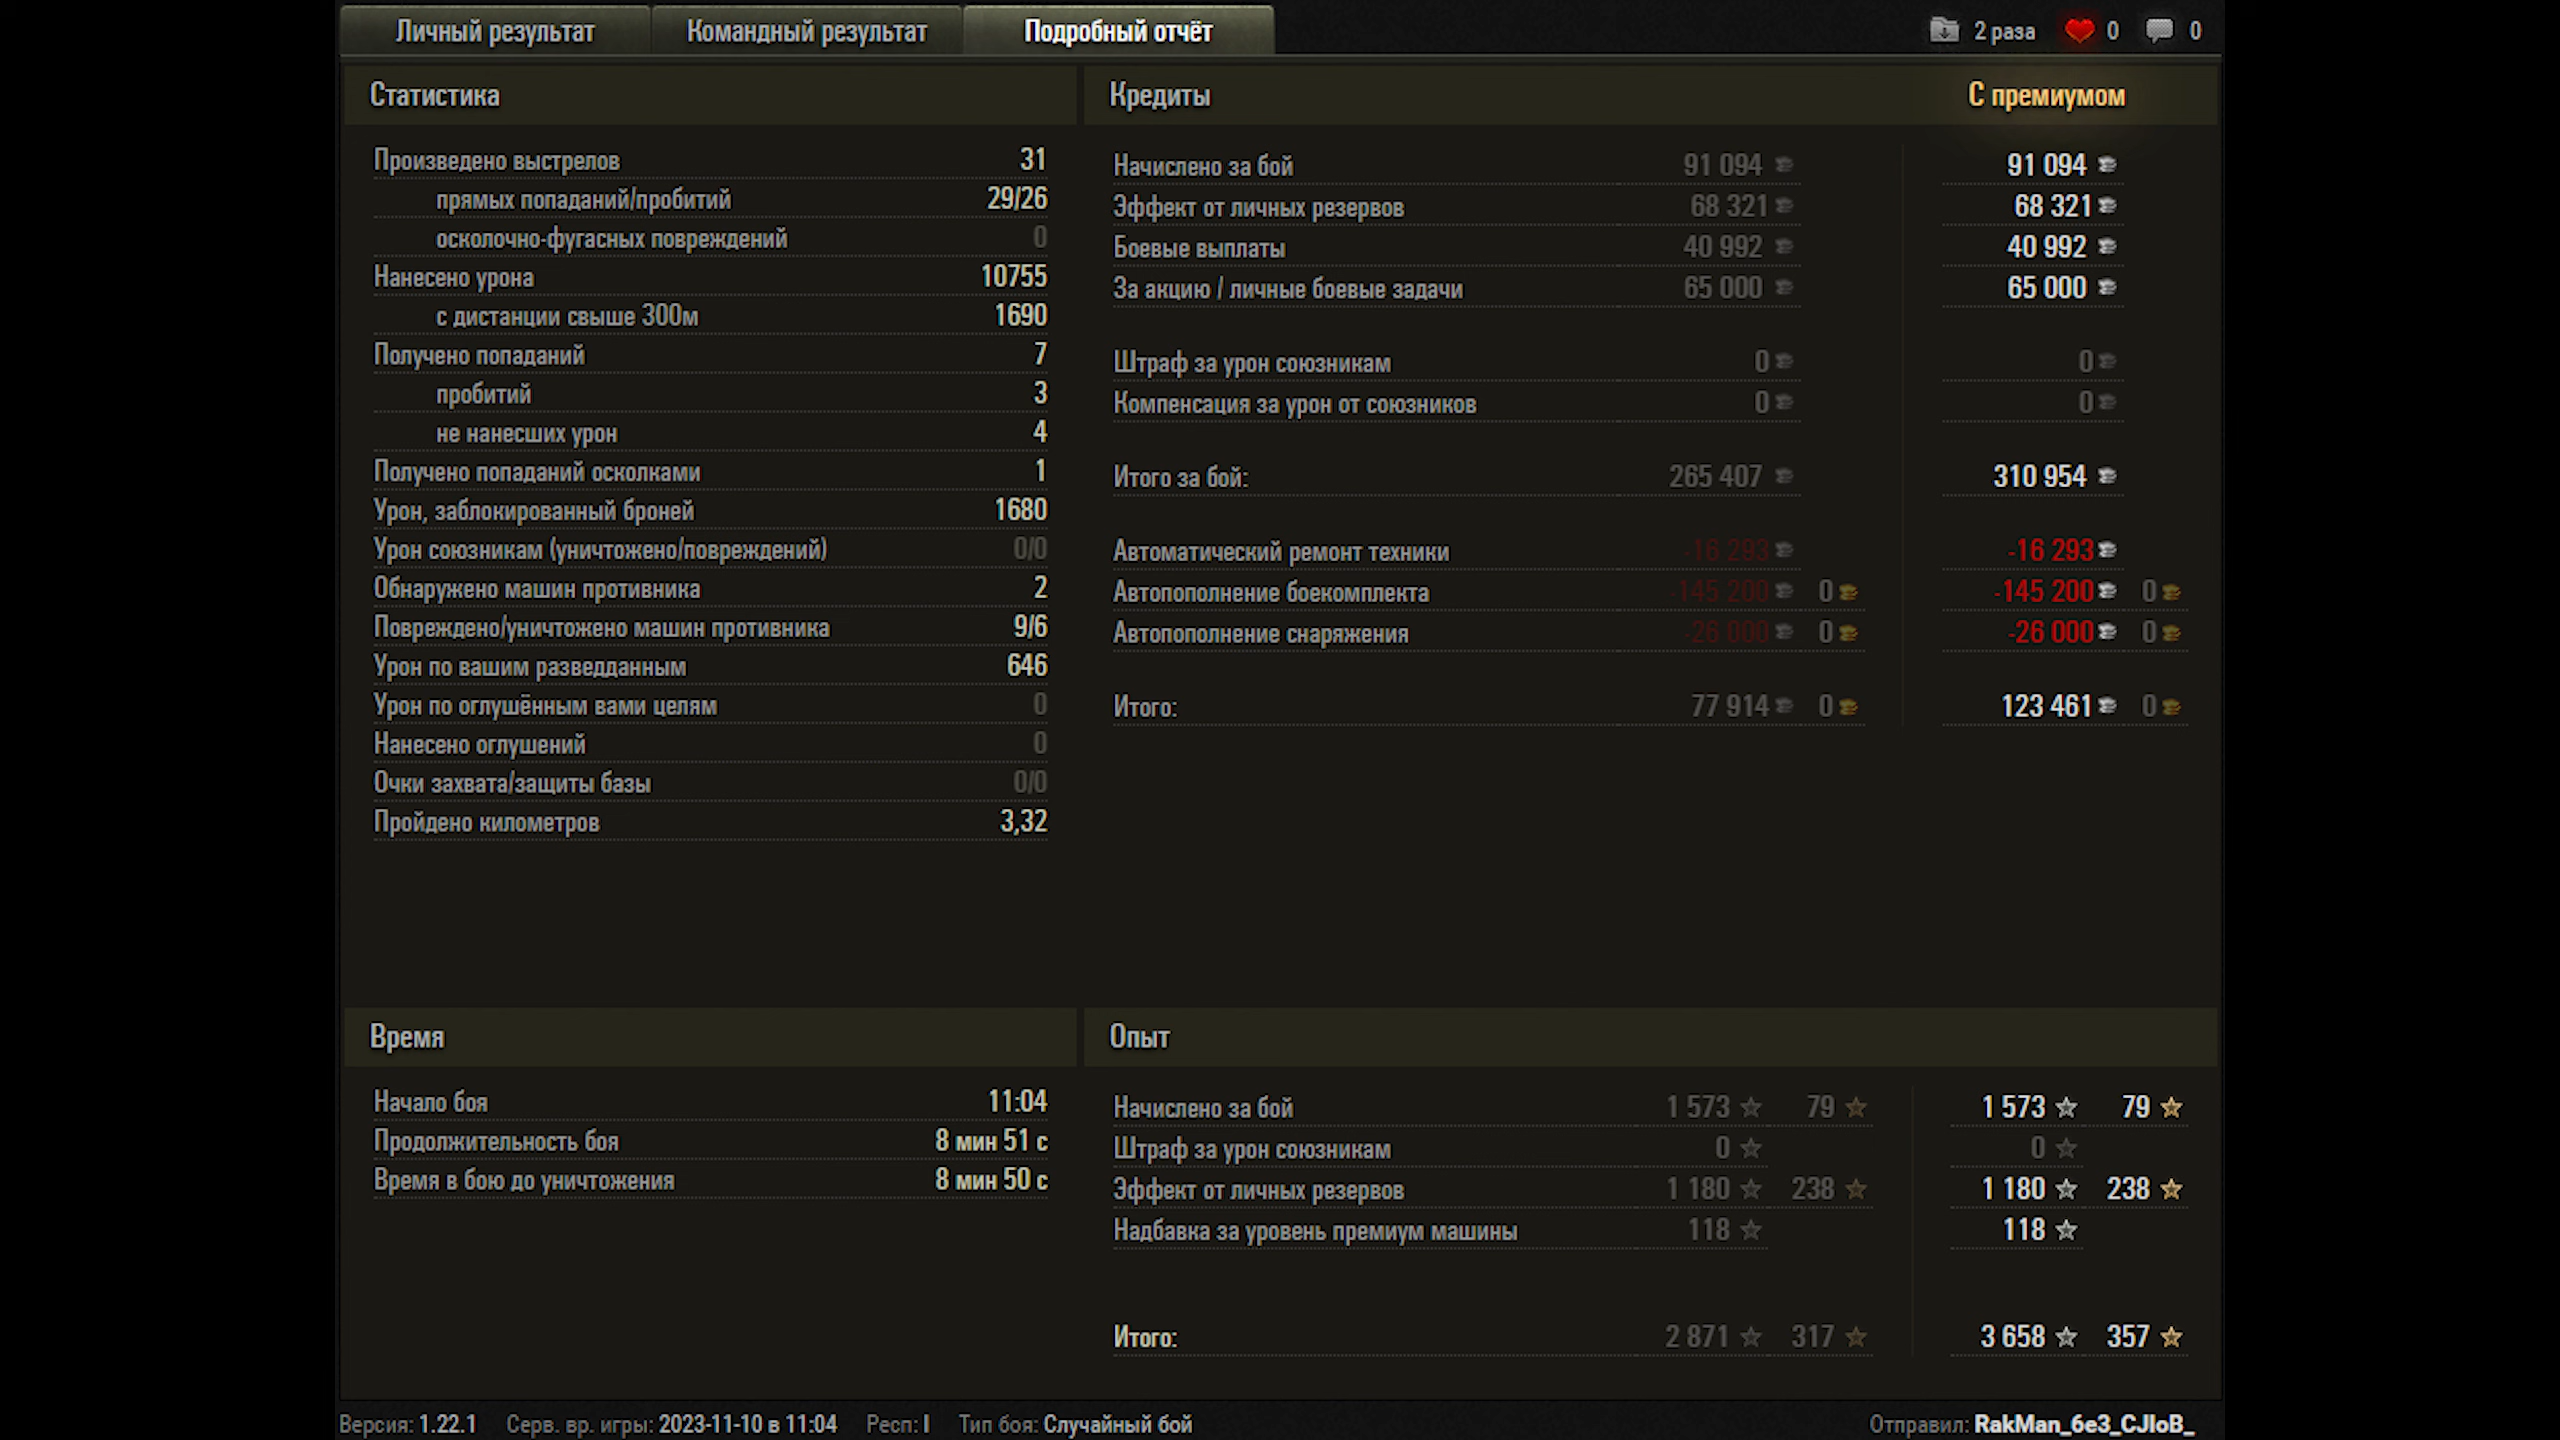 Личный результат Командный результат Подробный отчёт 2 раза 0 0
Статистика
Произведено выстрелов 31
прямых попаданий/пробитий 29/26
осколочно-фугасных повреждений 0
Нанесено урона 10755
с дистанции свыше 300м 1690
Получено попаданий 7
пробитий 3
не нанесших урон 4
Получено попаданий осколками 1
Урон, заблокированный броней 1680
Урон союзникам (уничтожено/повреждений) 0/0
Обнаружено машин противника 2
Повреждено/уничтожено машин противника 9/6
Урон по вашим разведданным 646
Урон по оглушённым вами целям 0
Нанесено оглушений 0
Очки захвата/защиты базы 0/0
Пройдено километров 3,32
Кредиты С премиумом
Начислено за бой 91 094 91 094
Эффект от личных резервов 68 321 68 321
Боевые выплаты 40 992 40 992
За акцию / личные боевые задачи 65 000 65 000
Штраф за урон союзникам 0 0
Компенсация за урон от союзников 0 0
Итого за бой: 265 407 310 954
Автоматический ремонт техники -16 293 -16 293
Автопополнение боекомплекта -145 200 0 -145 200 0
Автопополнение снаряжения -26 000 0 -26 000 0
Итого: 77 914 0 123 461 0
Время
Начало боя 11:04
Продолжительность боя 8 мин 51 с
Время в бою до уничтожения 8 мин 50 с
Опыт
Начислено за бой 1 573 79 1 573 79
Штраф за урон союзникам 0 0
Эффект от личных резервов 1 180 238 1 180 238
Надбавка за уровень премиум машины 118 118
Итого: 2 871 317 3 658 357
Версия: 1.22.1 Серв. вр. игры: 2023-11-10 в 11:04 Респ: I Тип боя: Случайный бой Отправил: RakMan_6e3_CJIoB_